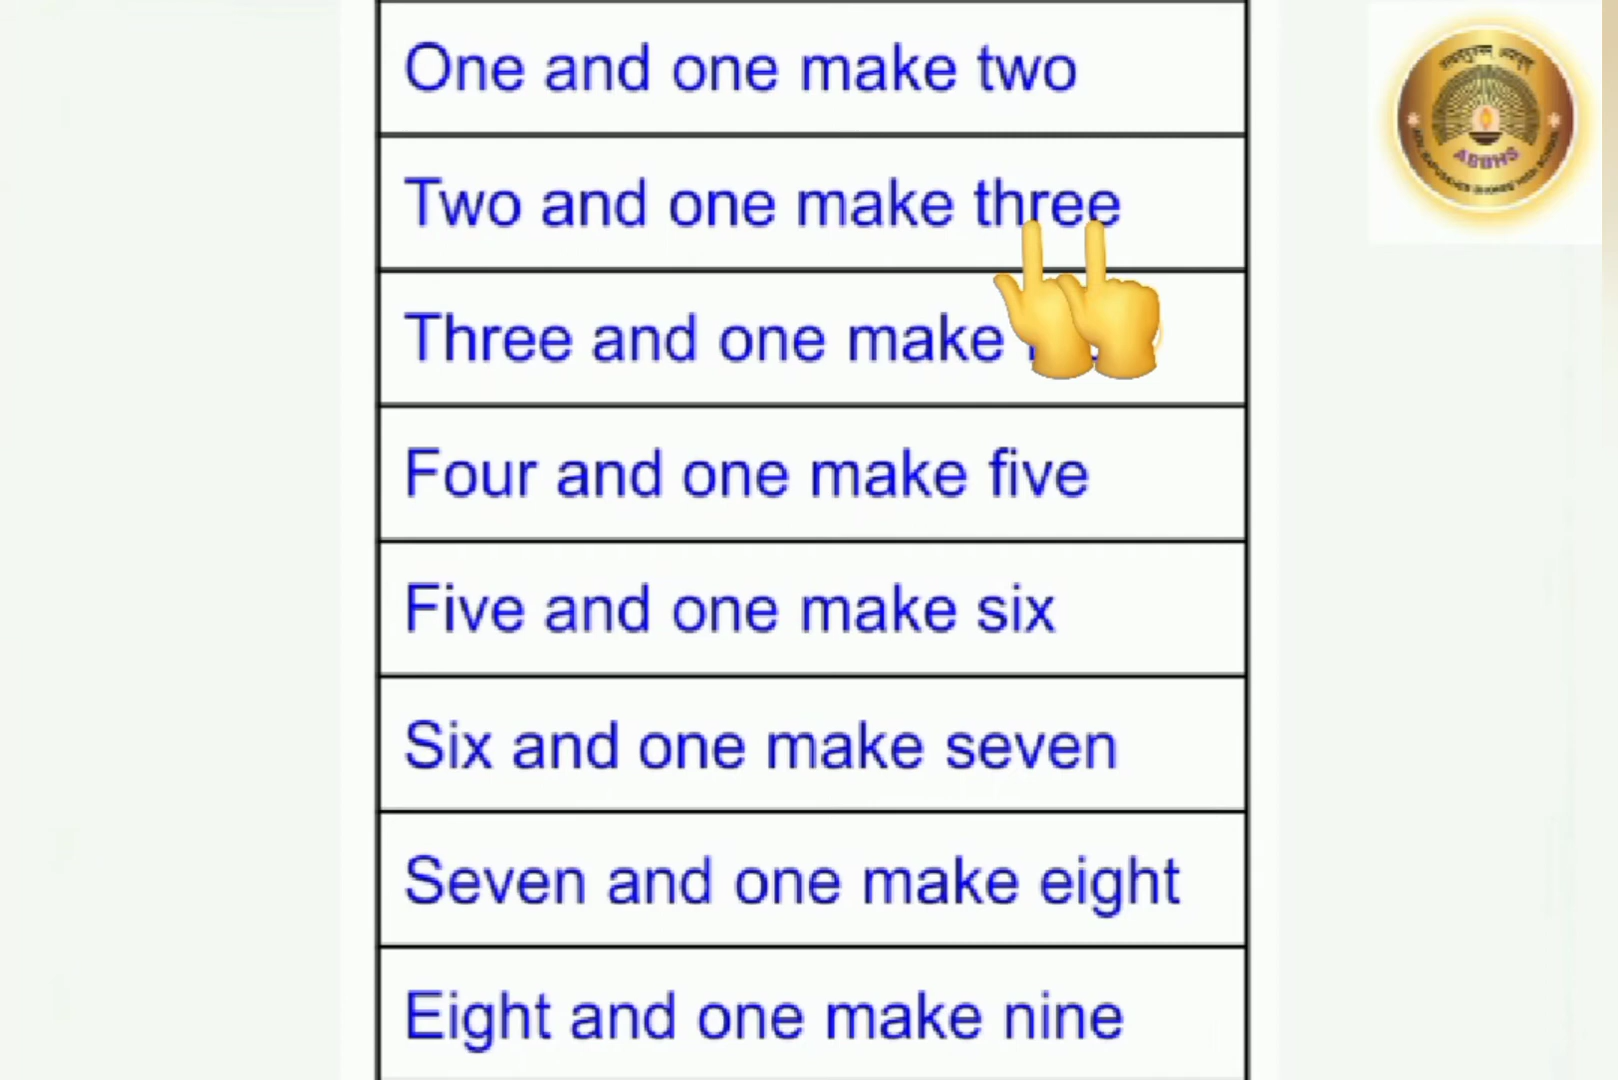 One and one make two
Two and one make three
Three and one make
Four and one make five
Five and one make six
Six and one make seven
Seven and one make eight
Eight and one make nine
ABBHS